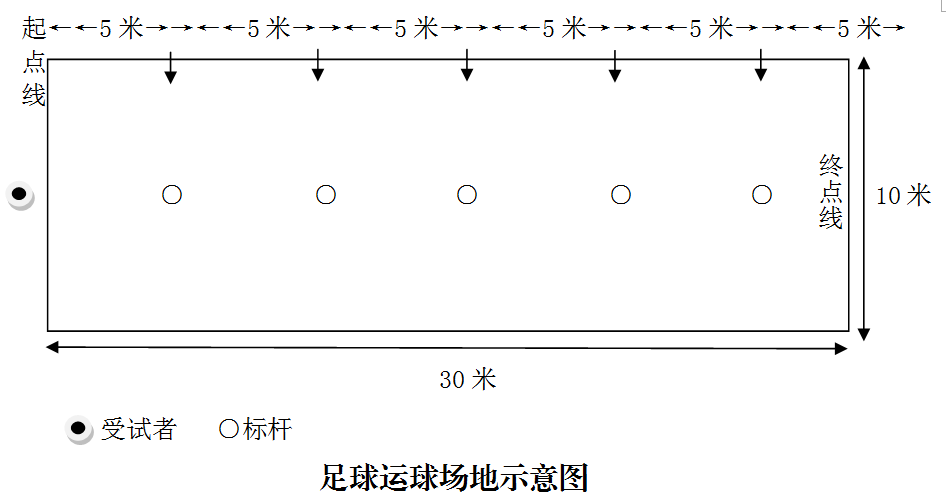 起点线
5 米 5 米 5 米 5 米 5 米 5 米
终点线
10 米
30 米
受试者 标杆
足球运球场地示意图